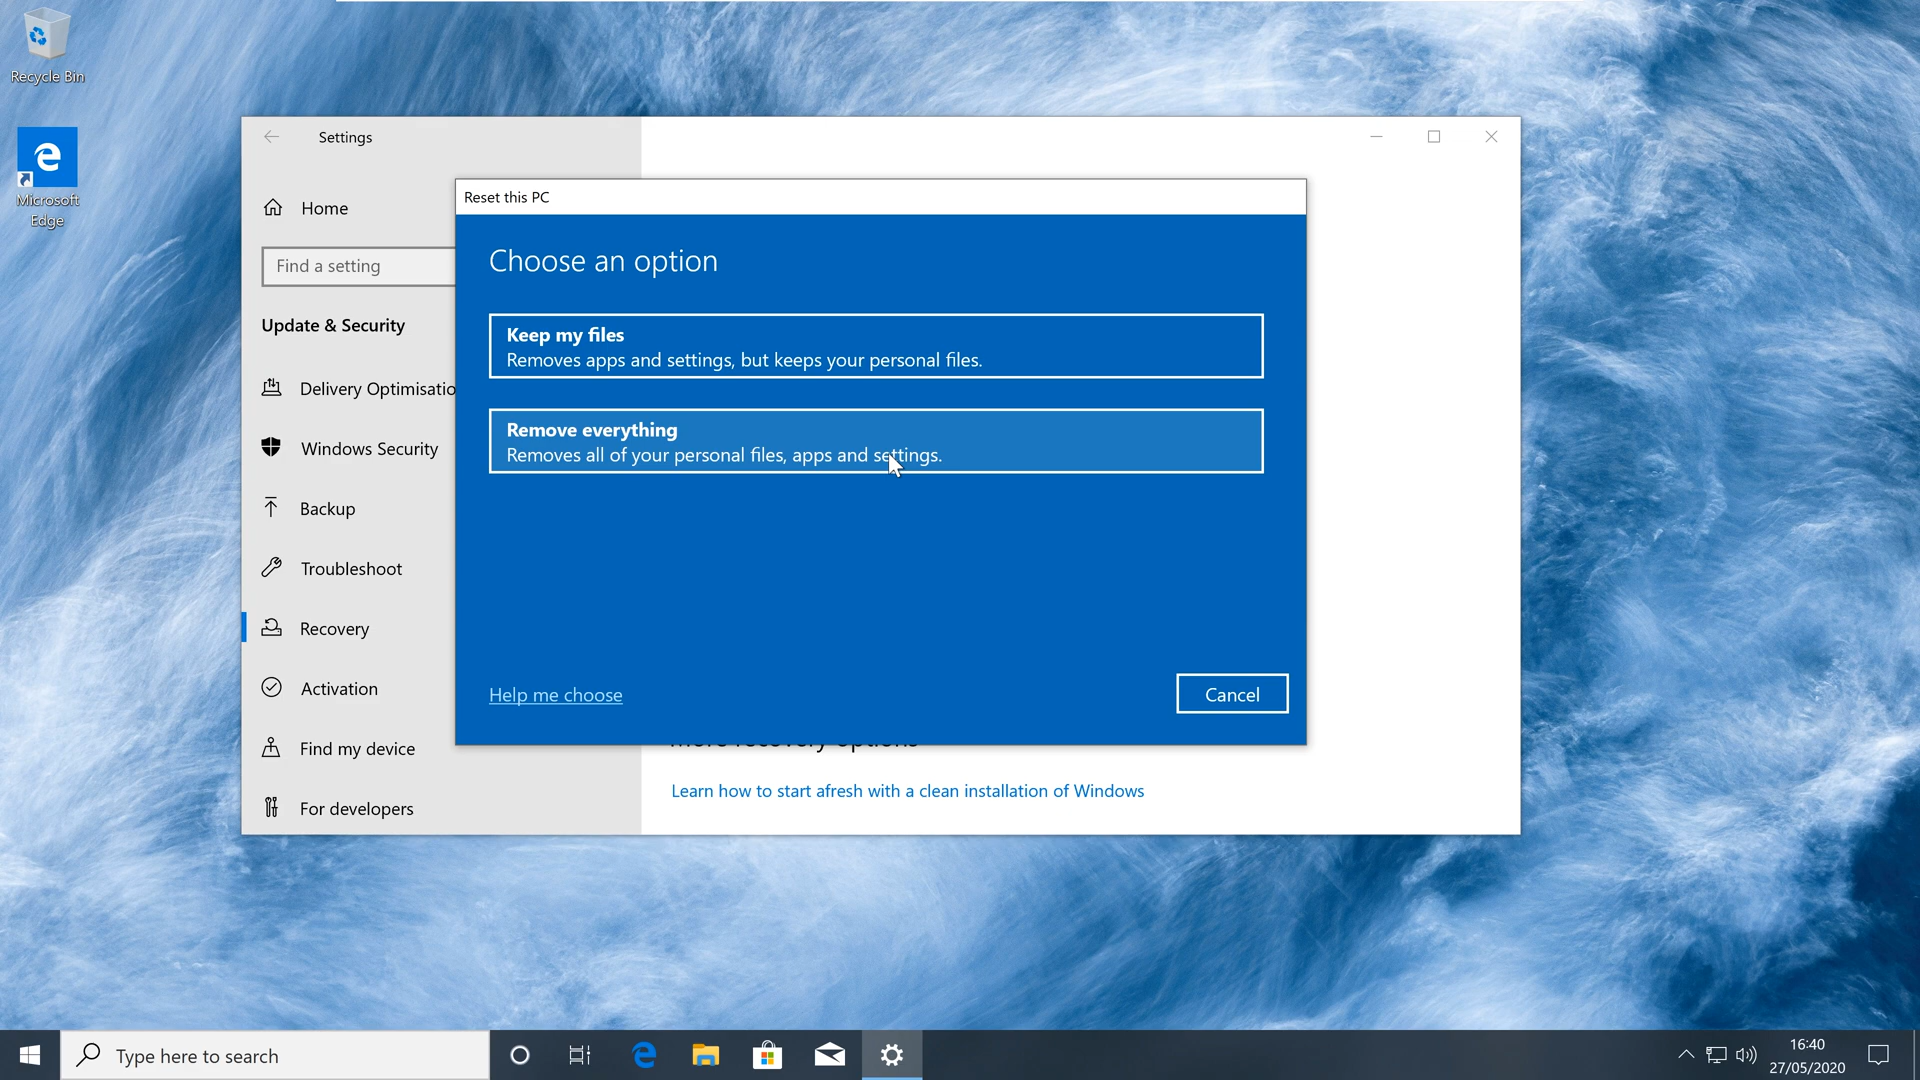 Recycle Bin
Microsoft
Edge
Settings
Home
Find a setting
Update & Security
Delivery Optimisatio
Windows Security
Backup
Troubleshoot
Recovery
Activation
Find my device
For developers
Reset this PC
Choose an option
Keep my files
Removes apps and settings, but keeps your personal files.
Remove everything
Removes all of your personal files, apps and settings.
Help me choose
Cancel
More recovery options
Learn how to start afresh with a clean installation of Windows
Type here to search
16:40
27/05/2020